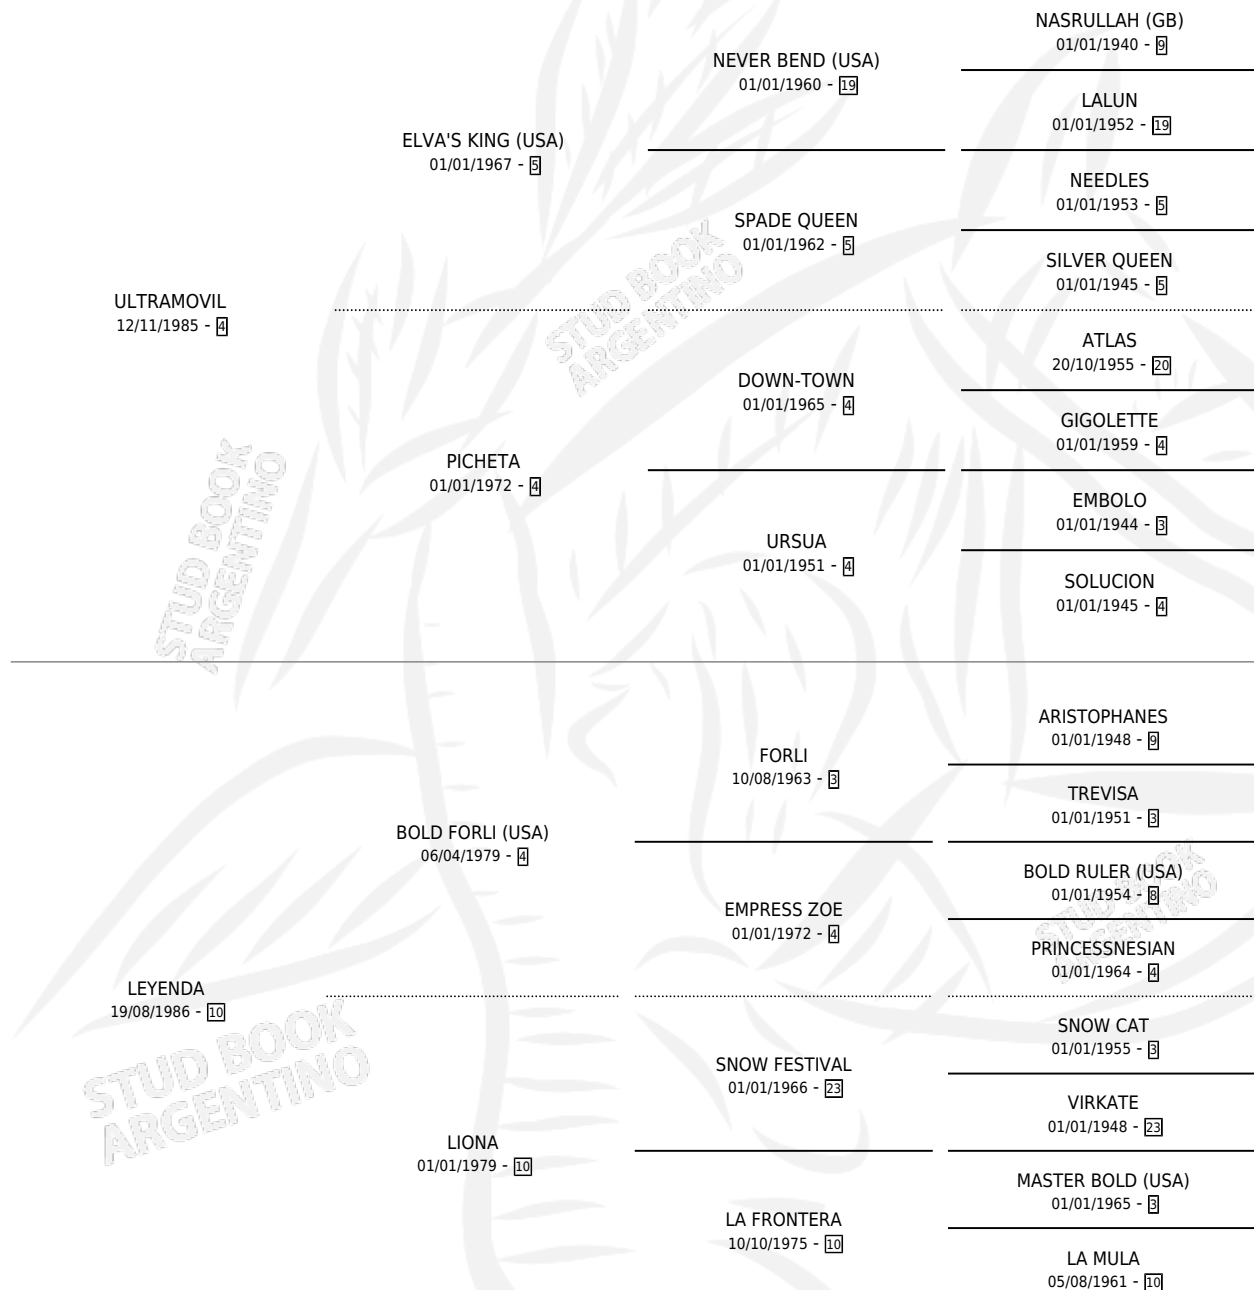 NASRULLAH (GB)
01/01/1940 - 9
NEVER BEND (USA)
01/01/1960 - 19
LALUN
01/01/1952 - 19
ELVA'S KING (USA)
01/01/1967 - 5
NEEDLES
01/01/1953 - 5
SPADE QUEEN
01/01/1962 - 5
SILVER QUEEN
01/01/1945 - 5
ULTRAMOVIL
12/11/1985 - 4
ATLAS
20/10/1955 - 20
DOWN-TOWN
01/01/1965 - 4
GIGOLETTE
01/01/1959 - 4
PICHETA
01/01/1972 - 4
EMBOLO
01/01/1944 - 3
URSUA
01/01/1951 - 4
SOLUCION
01/01/1945 - 4
ARISTOPHANES
01/01/1948 - 9
FORLI
10/08/1963 - 3
TREVISA
01/01/1951 - 3
BOLD FORLI (USA)
06/04/1979 - 4
BOLD RULER (USA)
01/01/1954 - 8
EMPRESS ZOE
01/01/1972 - 4
PRINCESSNESIAN
01/01/1964 - 4
LEYENDA
19/08/1986 - 10
SNOW CAT
01/01/1955 - 3
SNOW FESTIVAL
01/01/1966 - 23
VIRKATE
01/01/1948 - 23
LIONA
01/01/1979 - 10
MASTER BOLD (USA)
01/01/1965 - 3
LA FRONTERA
10/10/1975 - 10
LA MULA
05/08/1961 - 10
STUD BOOK
ARGENTINO
STUD BOOK
ARGENTINO
STUD BOOK
ARGENTINO
STUD BOOK
ARGENTINO